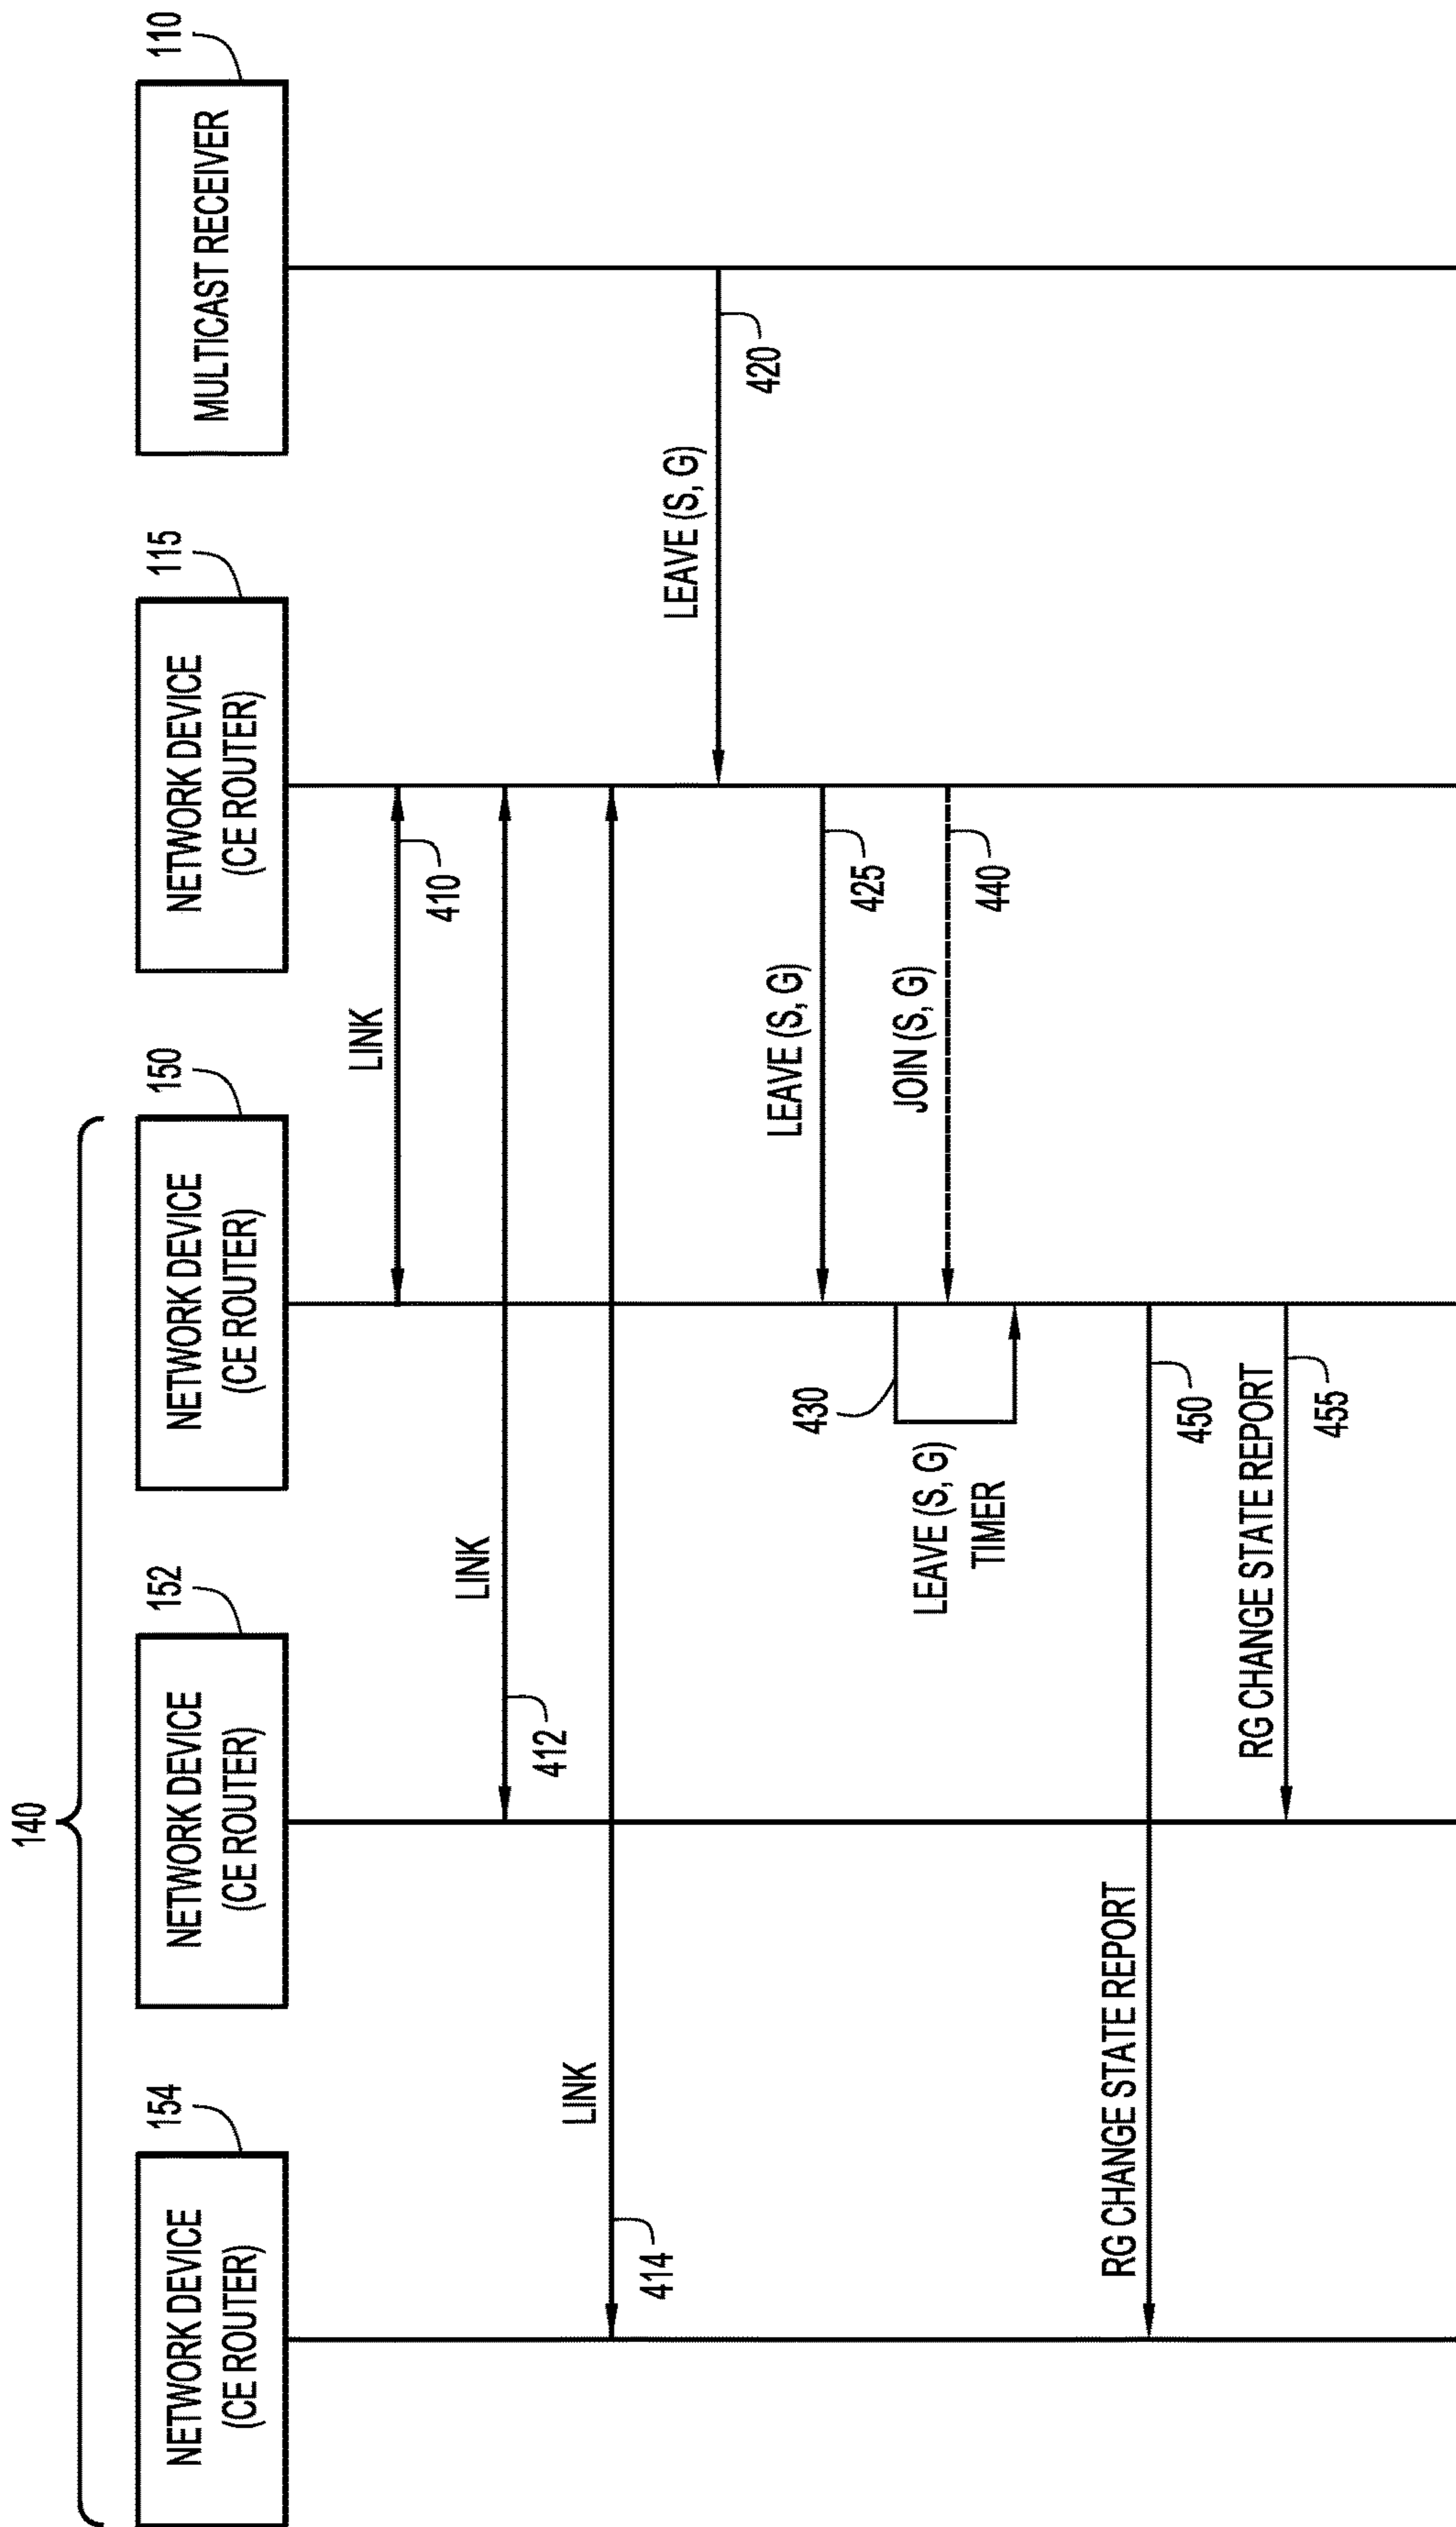 140
154
152
150
115
110
NETWORK DEVICE
(CE ROUTER)
NETWORK DEVICE
(CE ROUTER)
NETWORK DEVICE
(CE ROUTER)
NETWORK DEVICE
(CE ROUTER)
MULTICAST RECEIVER
LINK
410
LINK
412
LINK
414
LEAVE (S, G)
420
LEAVE (S, G)
425
430
LEAVE (S, G)
TIMER
JOIN (S, G)
440
RG CHANGE STATE REPORT
450
RG CHANGE STATE REPORT
455